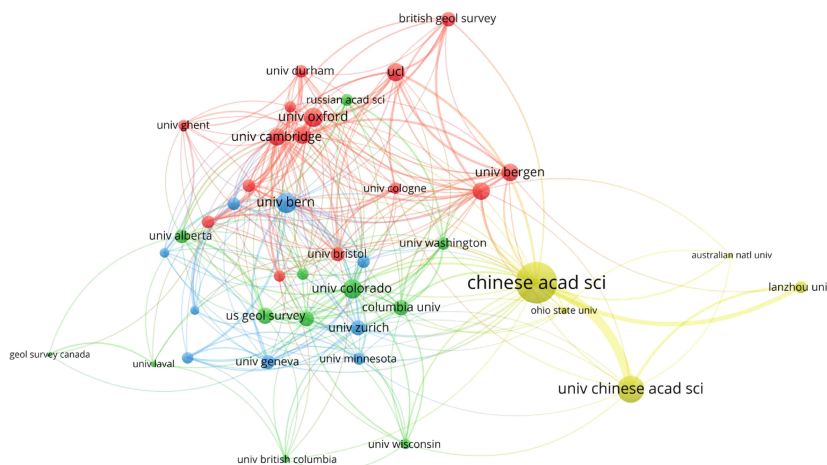 british geol survey
univ durham
ucl
russian acad sci
univ oxford
univ ghent
univ cambridge
univ bergen
univ cologne
univ bern
univ alberta
univ washington
univ bristol
australian natl univ
chinese acad sci
univ colorado
lanzhou uni
columbia univ
ohio state univ
us geol survey
univ zurich
geol survey canada
univ laval
univ geneva
univ minnesota
univ chinese acad sci
univ wisconsin
univ british columbia